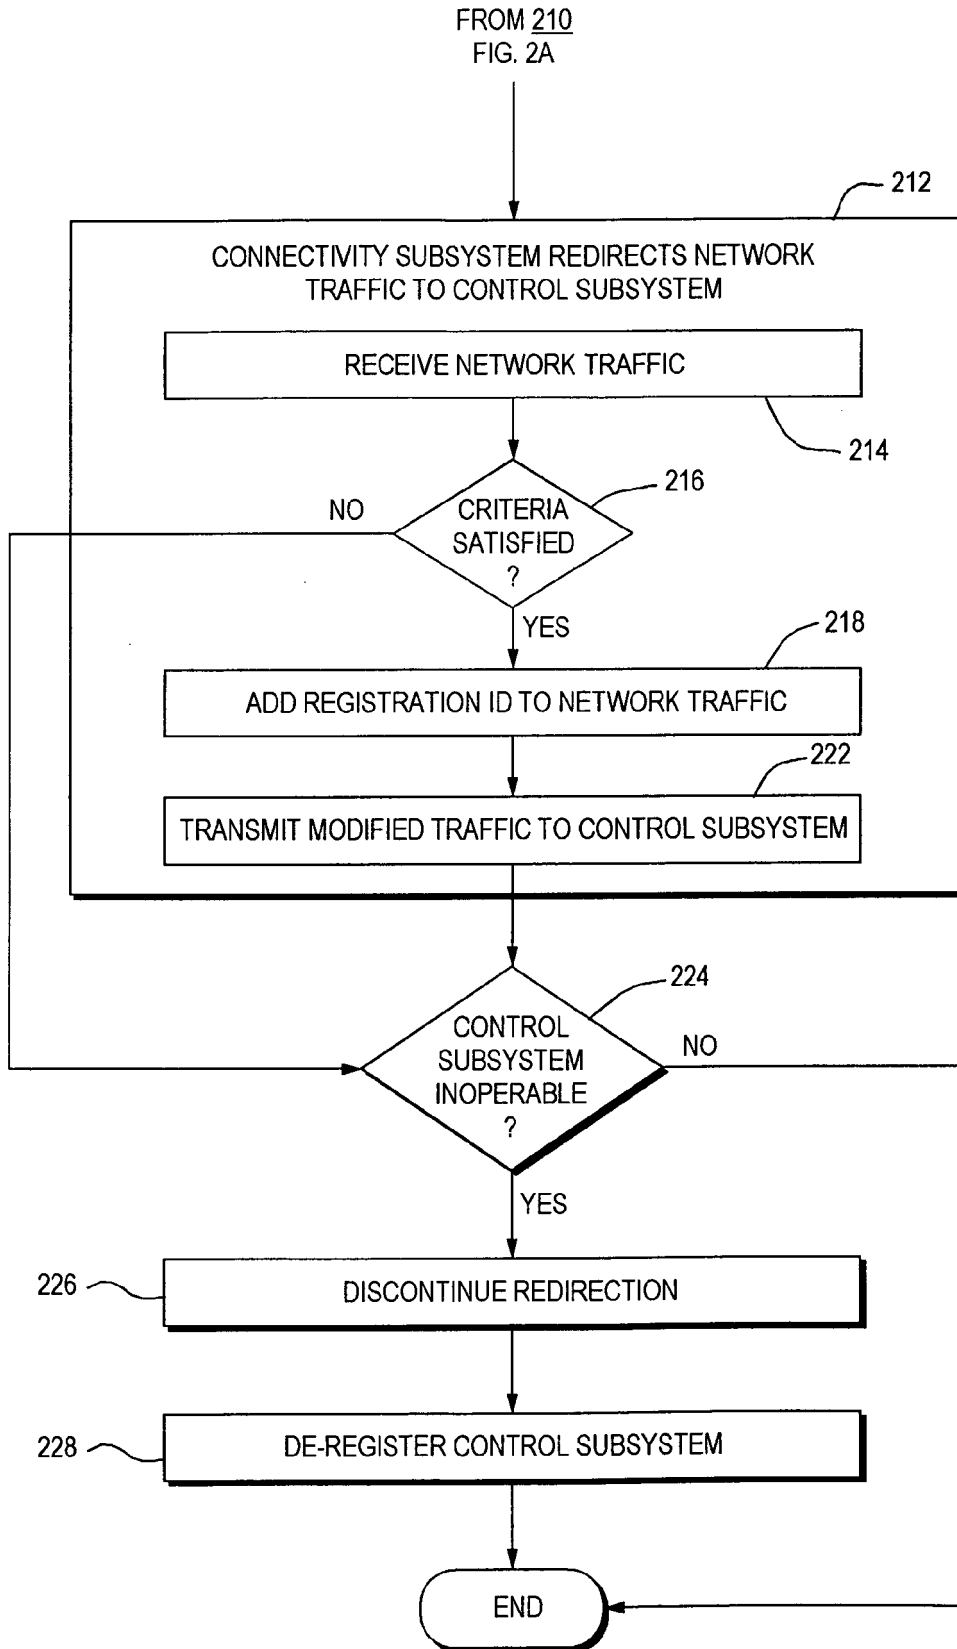 FROM 210
FIG. 2A
212
CONNECTIVITY SUBSYSTEM REDIRECTS NETWORK
TRAFFIC TO CONTROL SUBSYSTEM
RECEIVE NETWORK TRAFFIC
214
216
NO
CRITERIA
SATISFIED
?
YES
218
ADD REGISTRATION ID TO NETWORK TRAFFIC
222
TRANSMIT MODIFIED TRAFFIC TO CONTROL SUBSYSTEM
224
CONTROL
SUBSYSTEM
INOPERABLE
?
NO
YES
226
DISCONTINUE REDIRECTION
228
DE-REGISTER CONTROL SUBSYSTEM
END